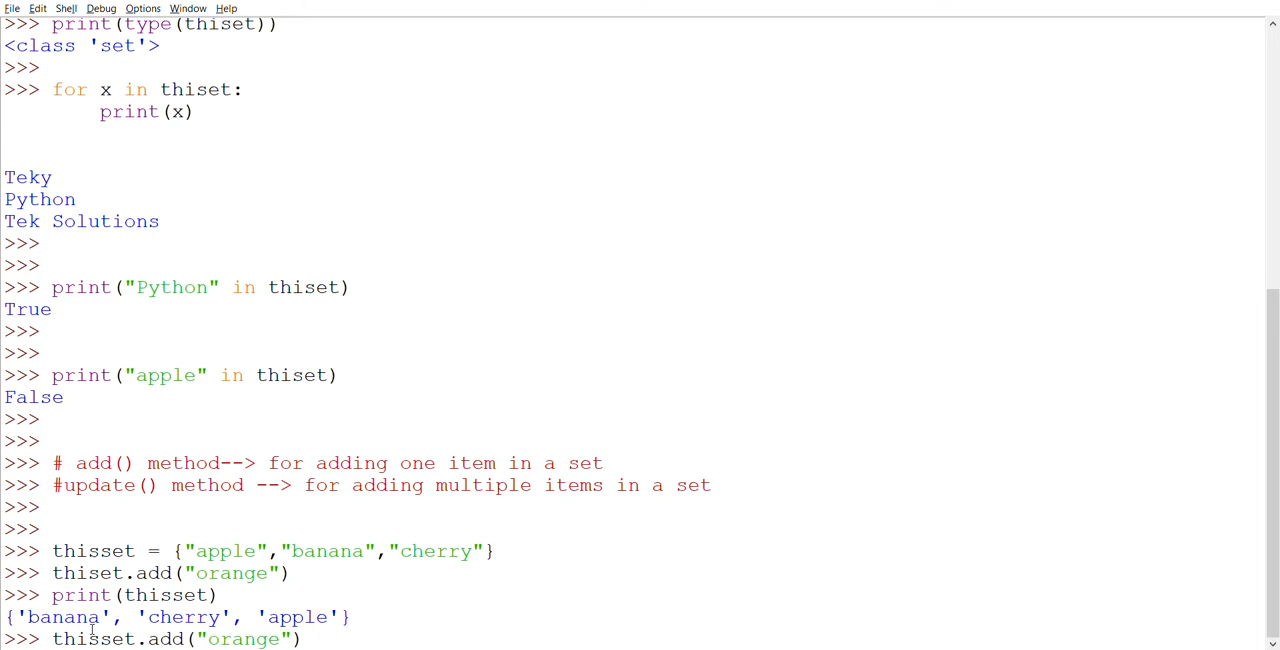 File Edit Shell Debug Options Window Help
>>> print(type(thiset))
<class 'set'>
>>>
>>> for x in thiset:
        print(x)
Teky
Python
Tek Solutions
>>>
>>>
>>> print("Python" in thiset)
True
>>>
>>>
>>> print("apple" in thiset)
False
>>>
>>>
>>> # add() method--> for adding one item in a set
>>> #update() method --> for adding multiple items in a set
>>>
>>>
>>> thisset = {"apple","banana","cherry"}
>>> thiset.add("orange")
>>> print(thisset)
{'banana', 'cherry', 'apple'}
>>> thisset.add("orange")